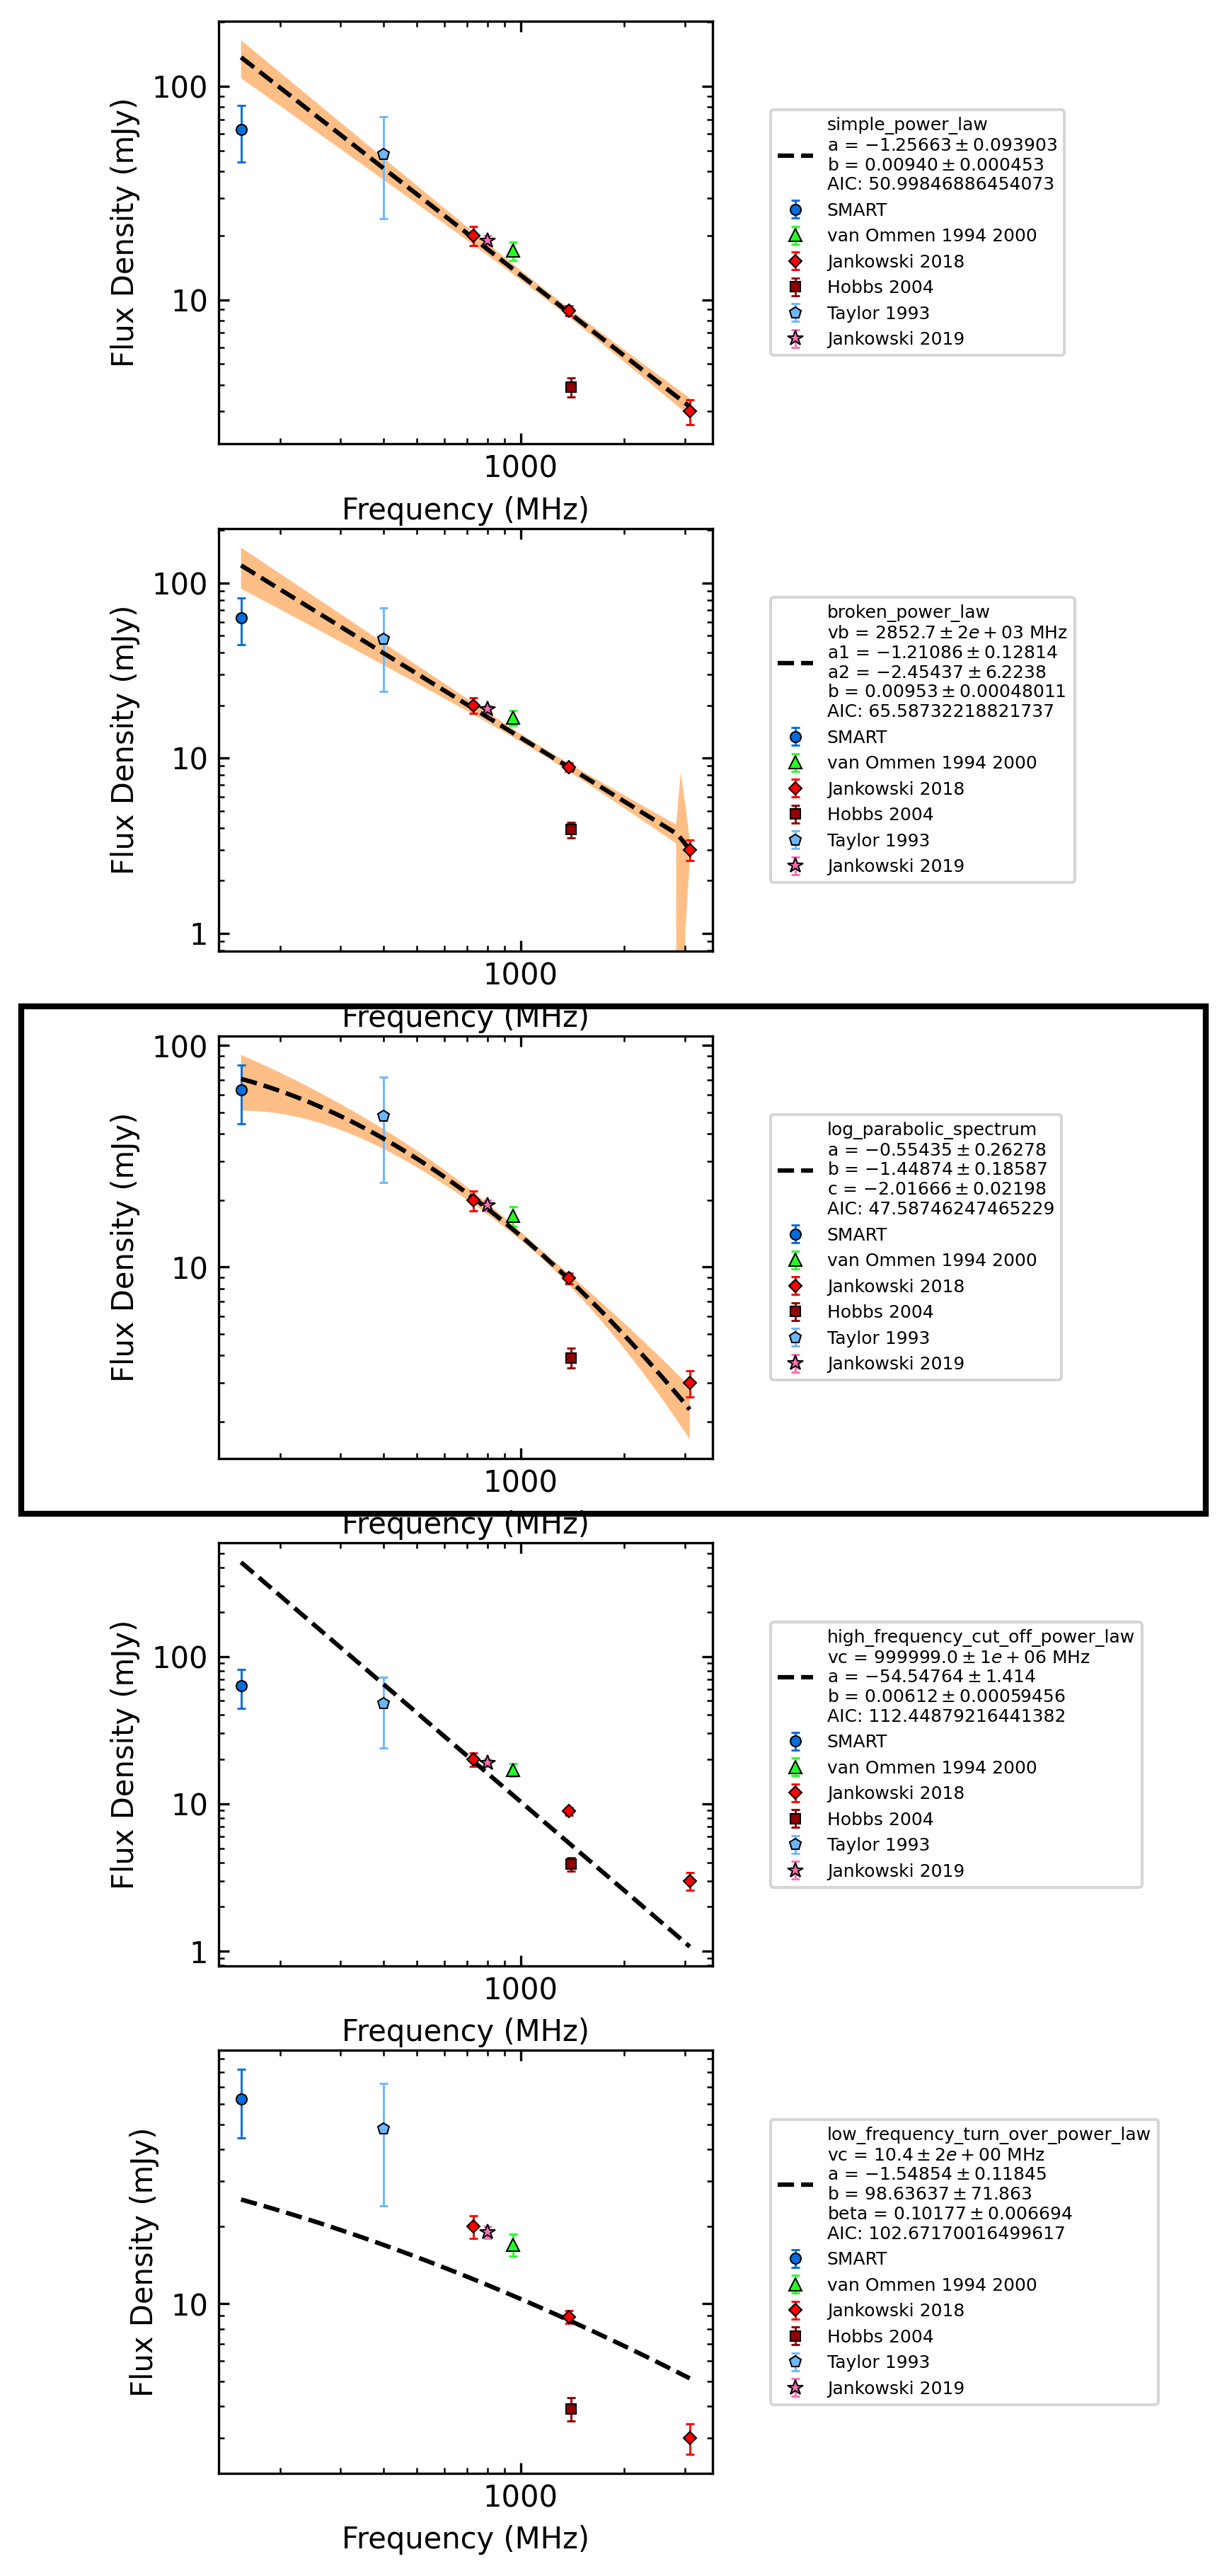 100
10
Flux Density (mJy)
1000
Frequency (MHz)
simple_power_law
a = −1.25663 ± 0.093903
b = 0.00940 ± 0.000453
AIC: 50.99846886454073
SMART
van Ommen 1994 2000
Jankowski 2018
Hobbs 2004
Taylor 1993
Jankowski 2019
100
10
1
Flux Density (mJy)
1000
Frequency (MHz)
broken_power_law
vb = 2852.7 ± 2e + 03 MHz
a1 = −1.21086 ± 0.12814
a2 = −2.45437 ± 6.2238
b = 0.00953 ± 0.00048011
AIC: 65.58732218821737
SMART
van Ommen 1994 2000
Jankowski 2018
Hobbs 2004
Taylor 1993
Jankowski 2019
100
10
Flux Density (mJy)
1000
Frequency (MHz)
log_parabolic_spectrum
a = −0.55435 ± 0.26278
b = −1.44874 ± 0.18587
c = −2.01666 ± 0.02198
AIC: 47.58746247465229
SMART
van Ommen 1994 2000
Jankowski 2018
Hobbs 2004
Taylor 1993
Jankowski 2019
100
10
1
Flux Density (mJy)
1000
Frequency (MHz)
high_frequency_cut_off_power_law
vc = 999999.0 ± 1e + 06 MHz
a = −54.54764 ± 1.414
b = 0.00612 ± 0.00059456
AIC: 112.44879216441382
SMART
van Ommen 1994 2000
Jankowski 2018
Hobbs 2004
Taylor 1993
Jankowski 2019
10
Flux Density (mJy)
1000
Frequency (MHz)
low_frequency_turn_over_power_law
vc = 10.4 ± 2e + 00 MHz
a = −1.54854 ± 0.11845
b = 98.63637 ± 71.863
beta = 0.10177 ± 0.006694
AIC: 102.67170016499617
SMART
van Ommen 1994 2000
Jankowski 2018
Hobbs 2004
Taylor 1993
Jankowski 2019